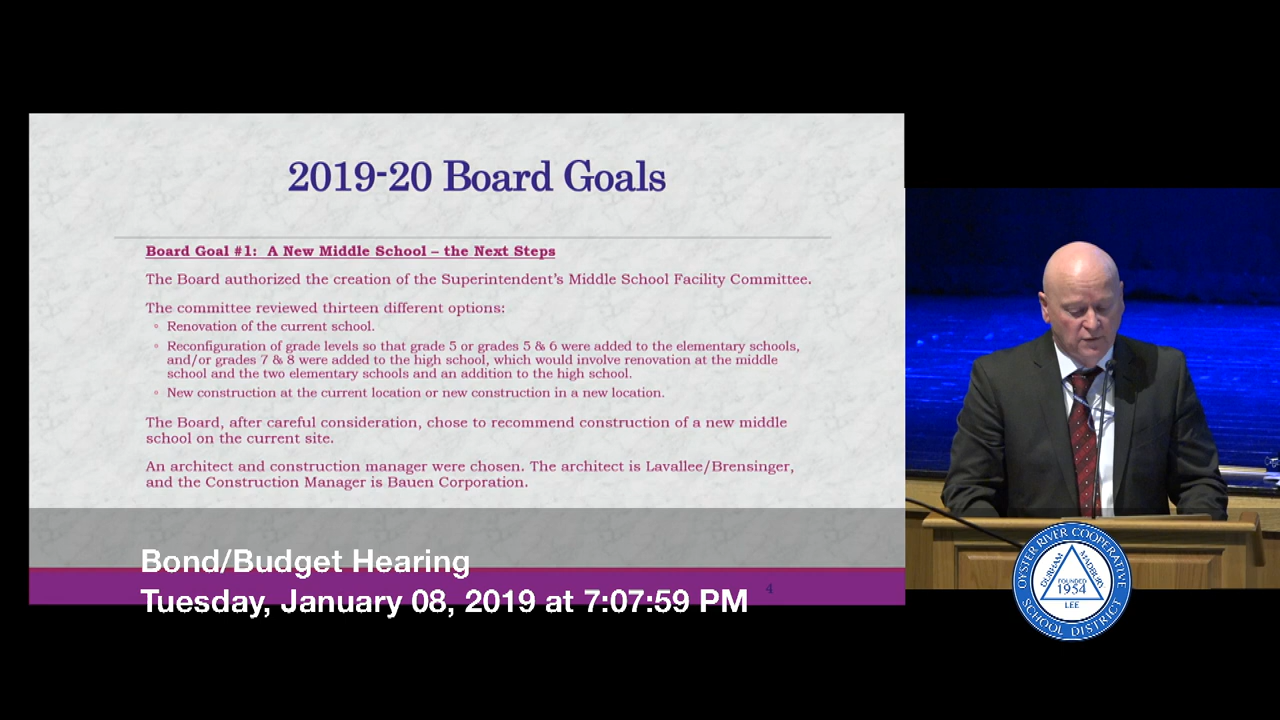 2019-20 Board Goals
Board Goal #1:  A New Middle School – the Next Steps
The Board authorized the creation of the Superintendent's Middle School Facility Committee.
The committee reviewed thirteen different options:
◦ Renovation of the current school.
◦ Reconfiguration of grade levels so that grade 5 or grades 5 & 6 were added to the elementary schools,
and/or grades 7 & 8 were added to the high school, which would involve renovation at the middle
school and the two elementary schools and an addition to the high school.
◦ New construction at the current location or new construction in a new location.
The Board, after careful consideration, chose to recommend construction of a new middle
school on the current site.
An architect and construction manager were chosen. The architect is Lavallee/Brensinger,
and the Construction Manager is Bauen Corporation.
4
Bond/Budget Hearing
Tuesday, January 08, 2019 at 7:07:59 PM
OYSTER RIVER COOPERATIVE
SCHOOL DISTRICT
DURHAM
MADBURY
FOUNDED
1954
LEE